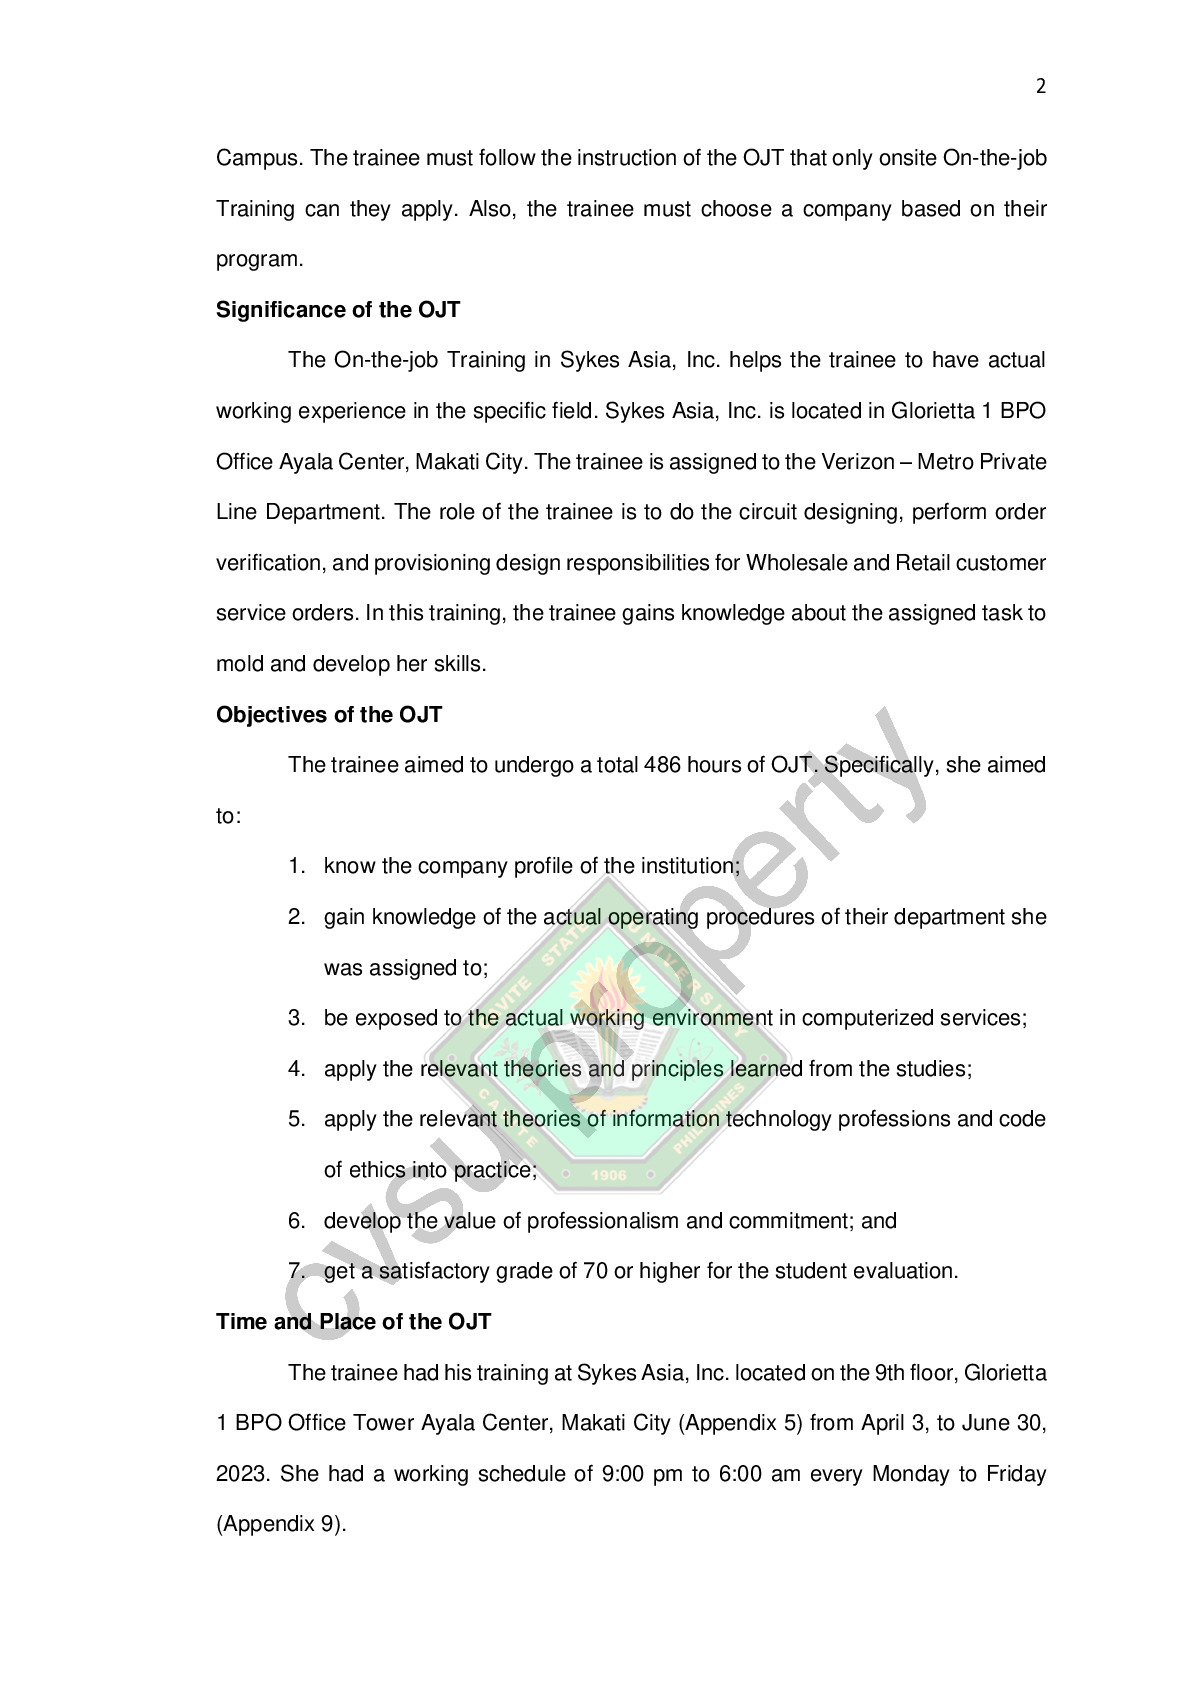 2
Campus. The trainee must follow the instruction of the OJT that only onsite On-the-job
Training can they apply. Also, the trainee must choose a company based on their
program.
Significance of the OJT
The On-the-job Training in Sykes Asia, Inc. helps the trainee to have actual
working experience in the specific field. Sykes Asia, Inc. is located in Glorietta 1 BPO
Office Ayala Center, Makati City. The trainee is assigned to the Verizon – Metro Private
Line Department. The role of the trainee is to do the circuit designing, perform order
verification, and provisioning design responsibilities for Wholesale and Retail customer
service orders. In this training, the trainee gains knowledge about the assigned task to
mold and develop her skills.
Objectives of the OJT
The trainee aimed to undergo a total 486 hours of OJT. Specifically, she aimed
to:
1. know the company profile of the institution;
2. gain knowledge of the actual operating procedures of their department she
was assigned to;
3. be exposed to the actual working environment in computerized services;
4. apply the relevant theories and principles learned from the studies;
5. apply the relevant theories of information technology professions and code
of ethics into practice;
6. develop the value of professionalism and commitment; and
7. get a satisfactory grade of 70 or higher for the student evaluation.
Time and Place of the OJT
The trainee had his training at Sykes Asia, Inc. located on the 9th floor, Glorietta
1 BPO Office Tower Ayala Center, Makati City (Appendix 5) from April 3, to June 30,
2023. She had a working schedule of 9:00 pm to 6:00 am every Monday to Friday
(Appendix 9).
cvsu property
CAVITE STATE UNIVERSITY
CAVITE
PHILIPPINES
1906